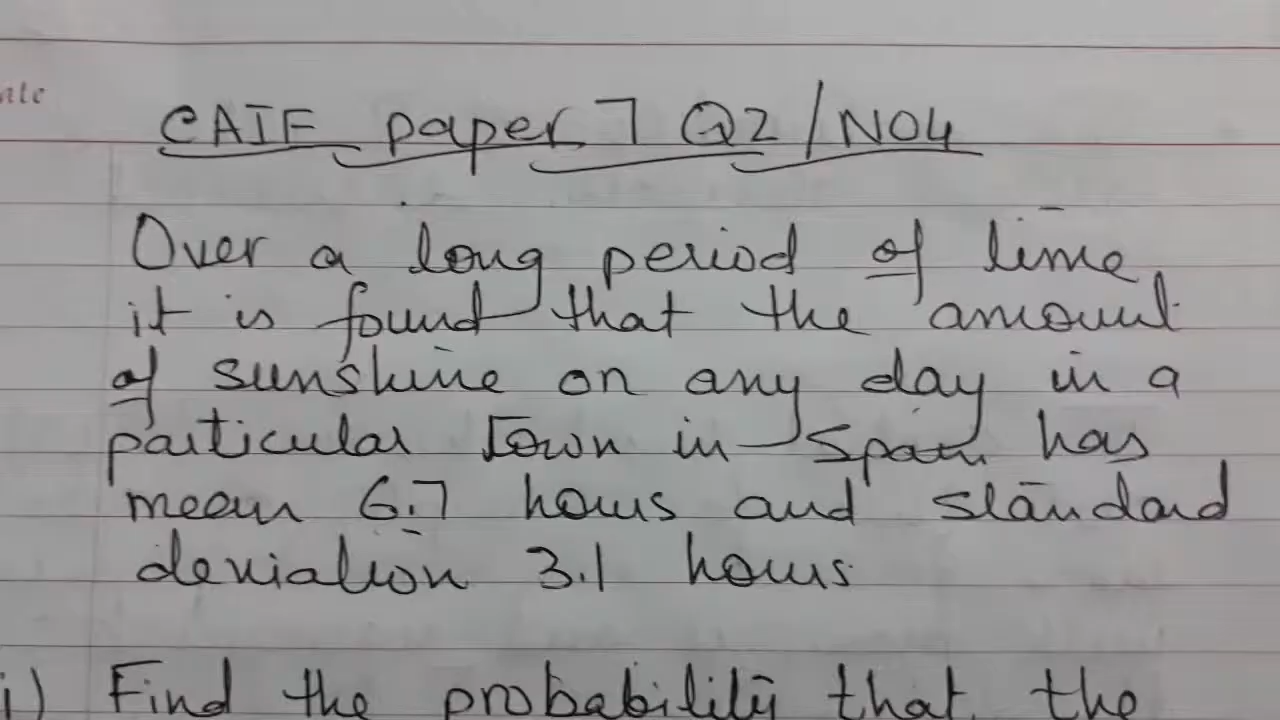 ate
CAIE paper 7 Q2/N04
Over a long period of time
it is found that the amount
of sunshine on any day in a
particular town in Spain has
mean 6.7 hours and standard
deviation 3.1 hours
i) Find the probability that the